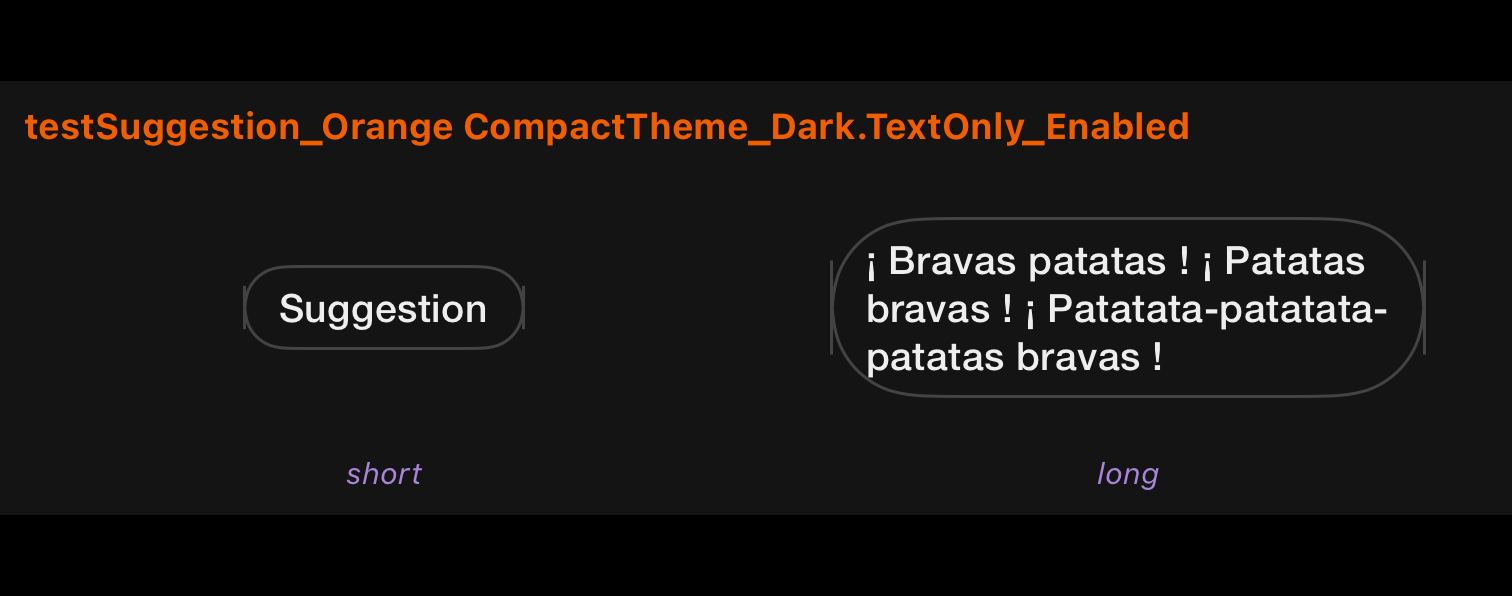 testSuggestion_Orange CompactTheme_Dark.TextOnly_Enabled
Suggestion
¡ Bravas patatas ! ¡ Patatas
bravas ! ¡ Patatata-patatata-
patatas bravas !
short
long